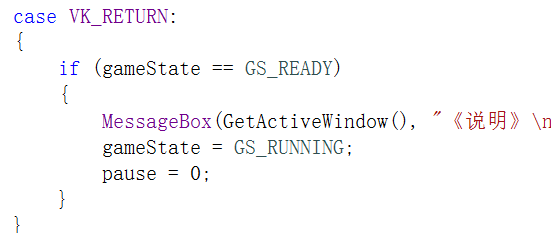 case VK_RETURN:
{
if (gameState == GS_READY)
{
MessageBox(GetActiveWindow(), "《说明》\n
gameState = GS_RUNNING;
pause = 0;
}
}